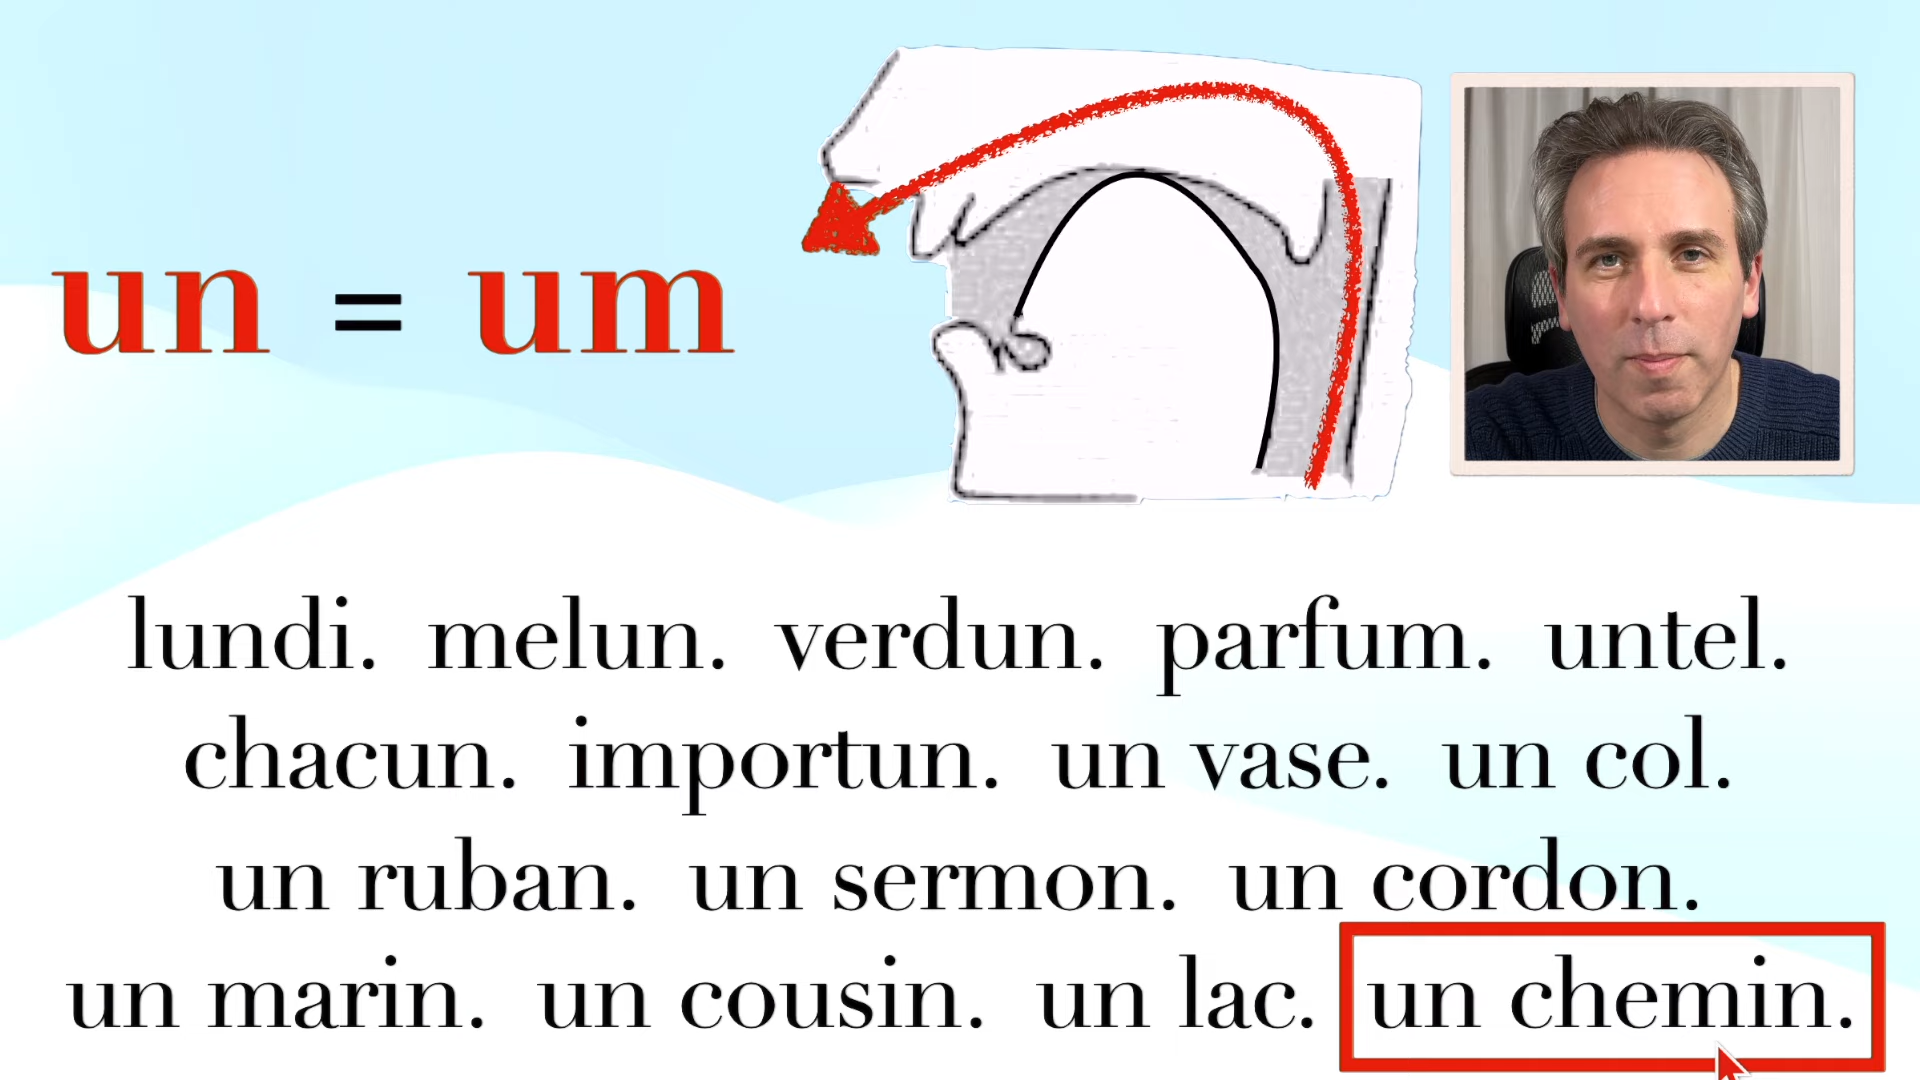 un = um
lundi. melun. verdun. parfum. untel.
chacun. importun. un vase. un col.
un ruban. un sermon. un cordon.
un marin. un cousin. un lac. un chemin.